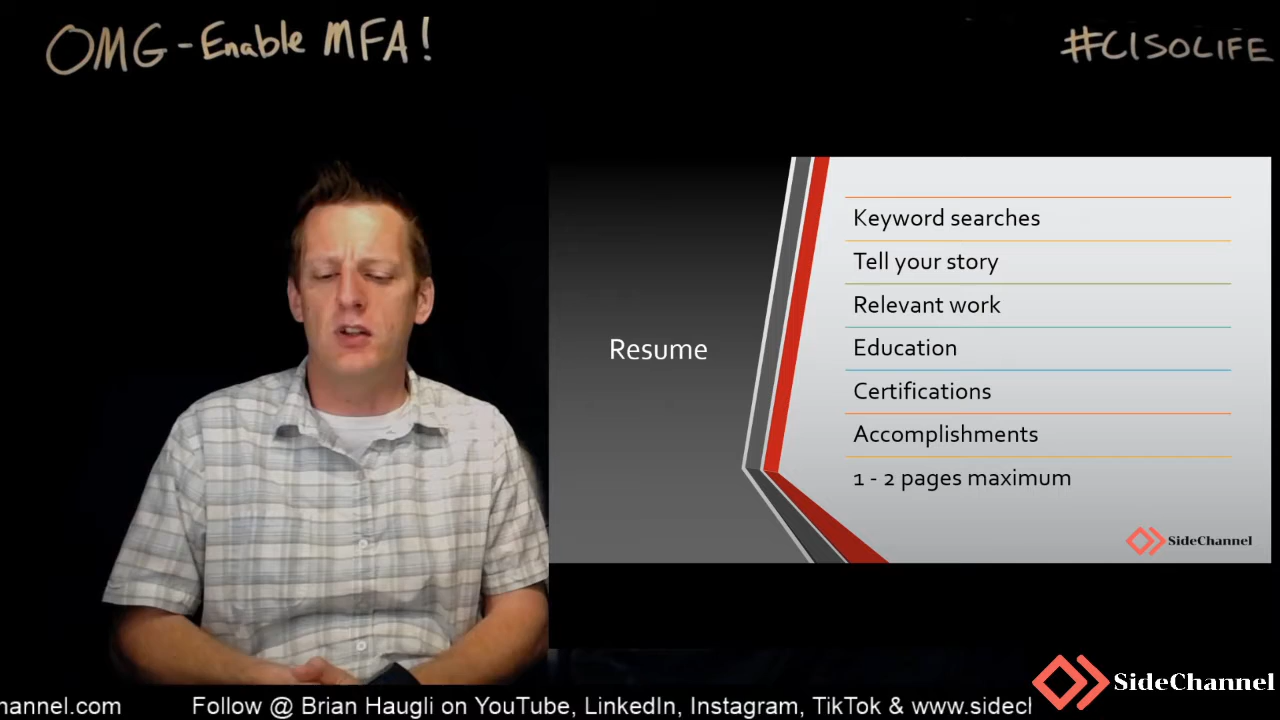 OMG - Enable MFA!
#CISOLIFE
Resume
Keyword searches
Tell your story
Relevant work
Education
Certifications
Accomplishments
1 - 2 pages maximum
SideChannel
SideChannel
hannel.com Follow @ Brian Haugli on YouTube, LinkedIn, Instagram, TikTok & www.sidecl